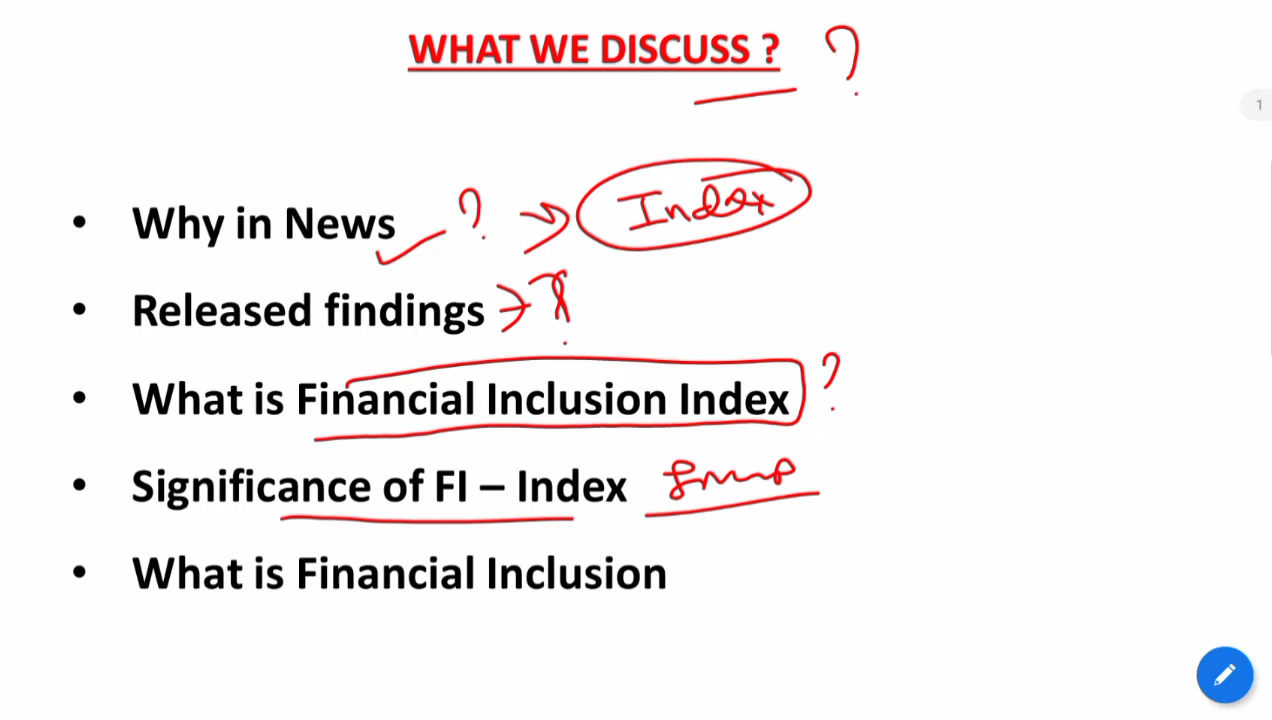 WHAT WE DISCUSS ? ?
• Why in News ? → Index
• Released findings → ?
• What is Financial Inclusion Index ?
• Significance of FI – Index
• What is Financial Inclusion
1